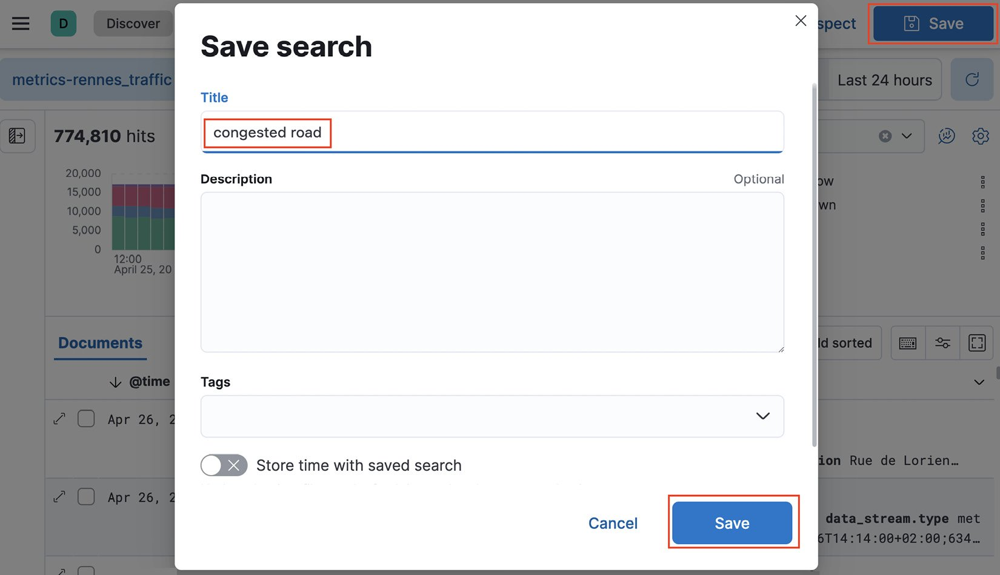 D Discover spect Save
Save search
metrics-rennes_traffic Last 24 hours
Title
congested road
774,810 hits
Description Optional
20,000
15,000
10,000
5,000
0
12:00
April 25, 20
ow
wn
Documents ld sorted
Tags
@time
Apr 26, 2
Store time with saved search
ion Rue de Lorien…
Apr 26, 2
Cancel Save
data_stream.type met
6T14:14:00+02:00;634…